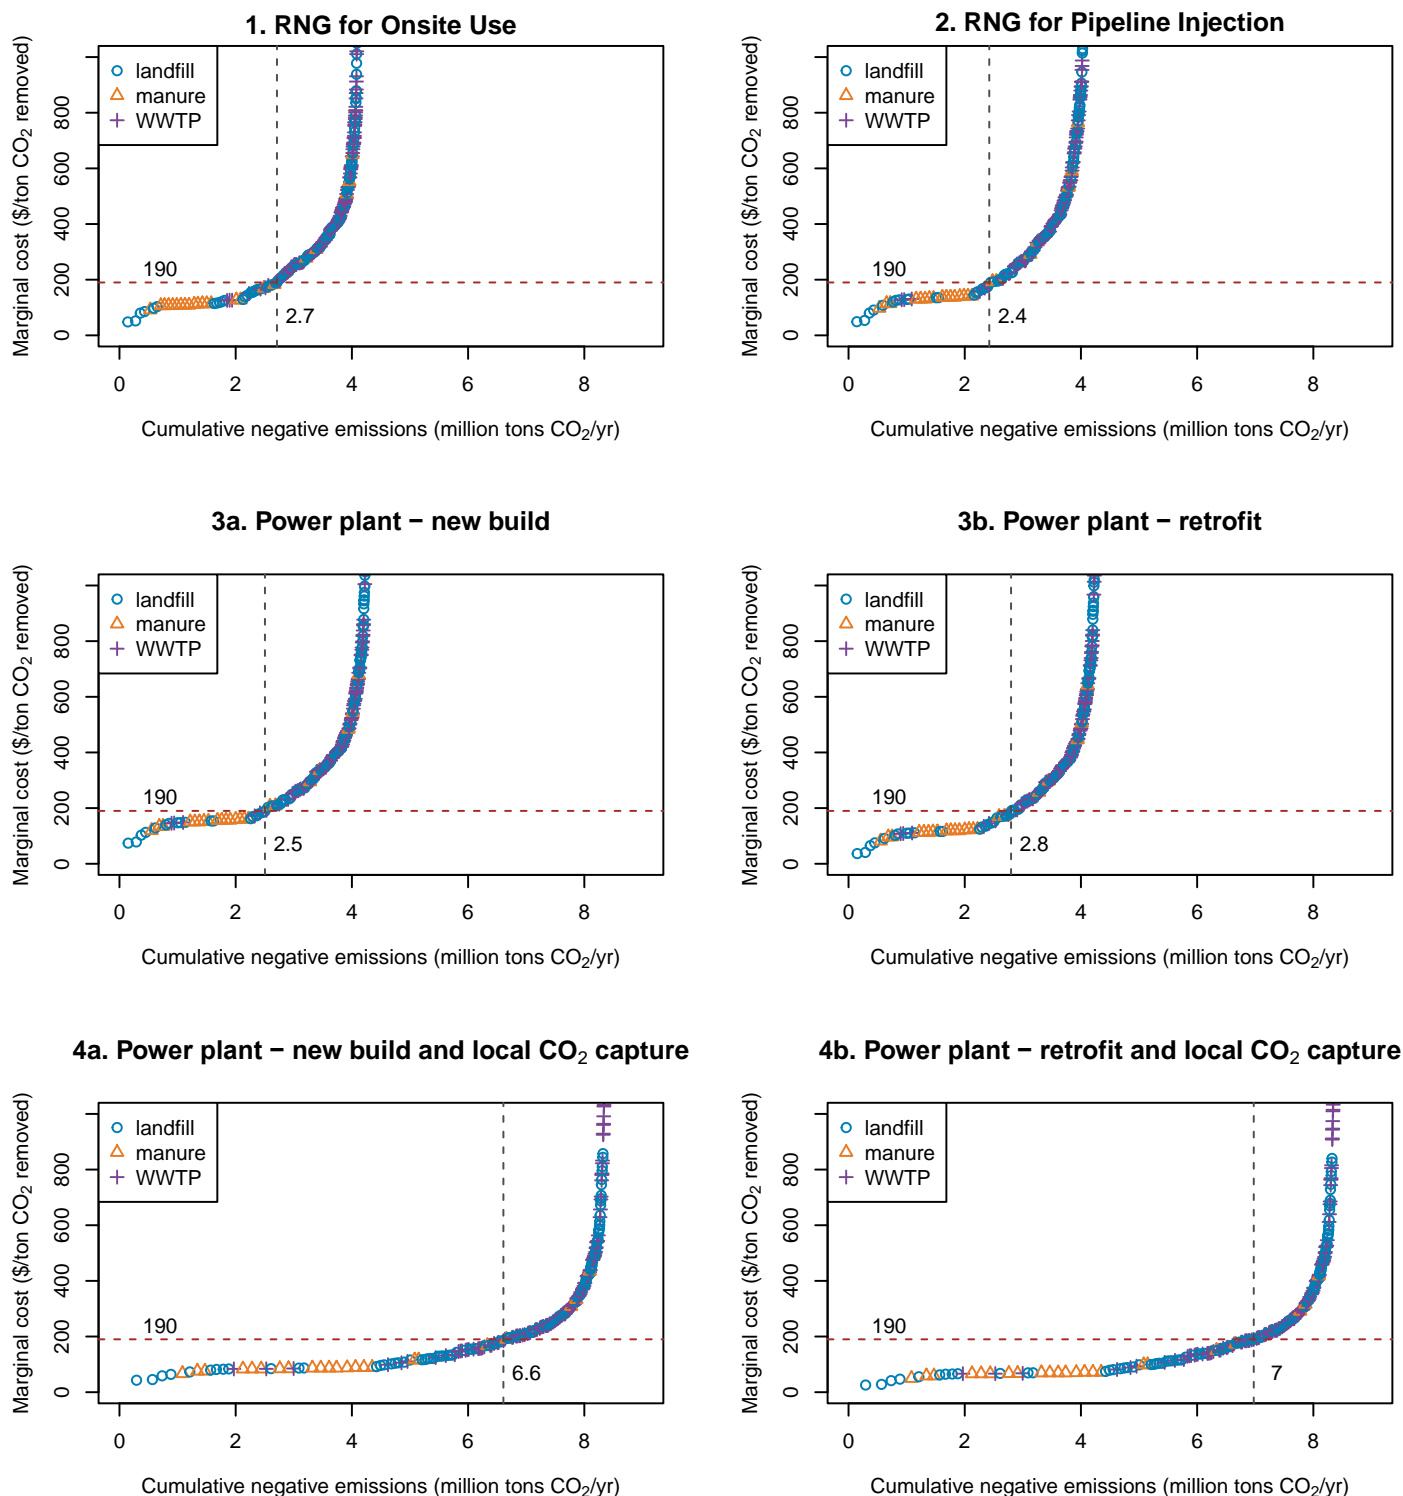 1. RNG for Onsite Use
Marginal cost ($/ton CO₂ removed)
0 200 400 600 800
landfill
manure
WWTP
190
2.7
0 2 4 6 8
Cumulative negative emissions (million tons CO₂/yr)
2. RNG for Pipeline Injection
Marginal cost ($/ton CO₂ removed)
0 200 400 600 800
landfill
manure
WWTP
190
2.4
0 2 4 6 8
Cumulative negative emissions (million tons CO₂/yr)
3a. Power plant − new build
Marginal cost ($/ton CO₂ removed)
0 200 400 600 800
landfill
manure
WWTP
190
2.5
0 2 4 6 8
Cumulative negative emissions (million tons CO₂/yr)
3b. Power plant − retrofit
Marginal cost ($/ton CO₂ removed)
0 200 400 600 800
landfill
manure
WWTP
190
2.8
0 2 4 6 8
Cumulative negative emissions (million tons CO₂/yr)
4a. Power plant − new build and local CO₂ capture
Marginal cost ($/ton CO₂ removed)
0 200 400 600 800
landfill
manure
WWTP
190
6.6
0 2 4 6 8
Cumulative negative emissions (million tons CO₂/yr)
4b. Power plant − retrofit and local CO₂ capture
Marginal cost ($/ton CO₂ removed)
0 200 400 600 800
landfill
manure
WWTP
190
7
0 2 4 6 8
Cumulative negative emissions (million tons CO₂/yr)